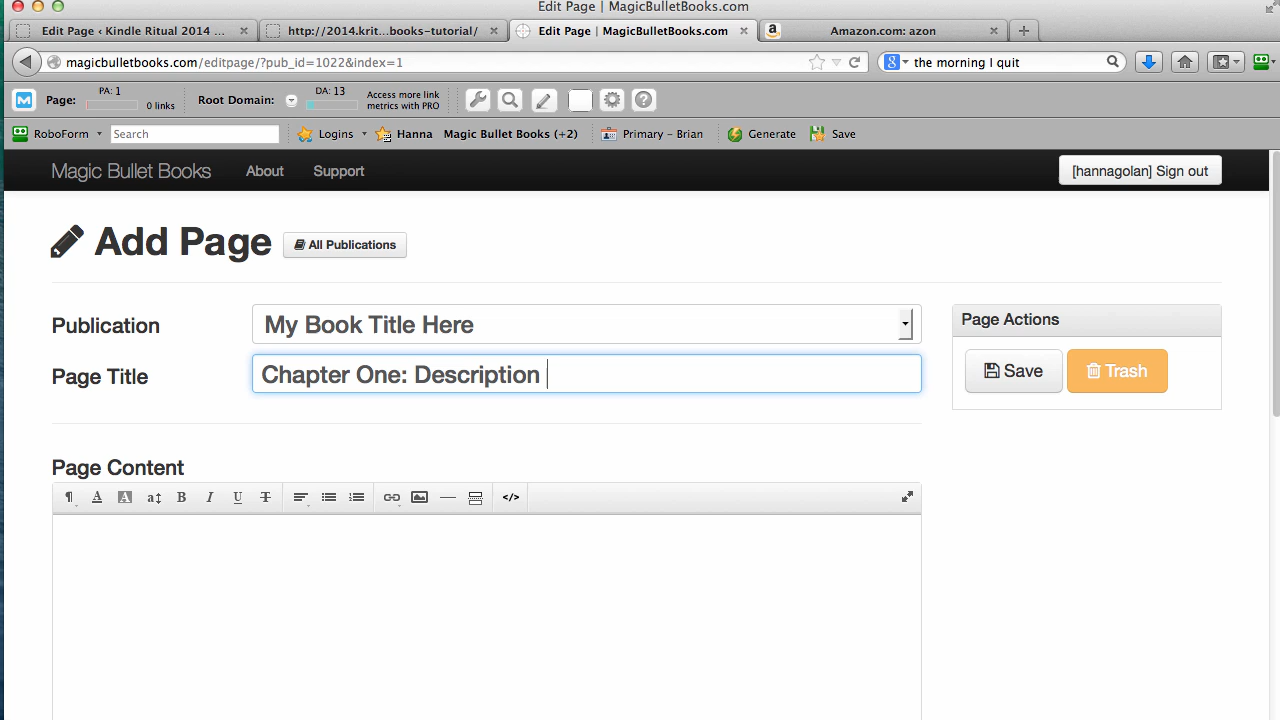 Edit Page | MagicBulletBooks.com
Edit Page ‹ Kindle Ritual 2014 ... http://2014.krit...books-tutorial/ Edit Page | MagicBulletBooks.com a Amazon.com: azon
magicbulletbooks.com/editpage/?pub_id=1022&index=1 the morning I quit
Page: PA: 1 0 links Root Domain: DA: 13 Access more link metrics with PRO
RoboForm Search Logins Hanna Magic Bullet Books (+2) Primary - Brian Generate Save
Magic Bullet Books About Support [hannagolan] Sign out
Add Page All Publications
Publication My Book Title Here Page Actions
Page Title Chapter One: Description Save Trash
Page Content